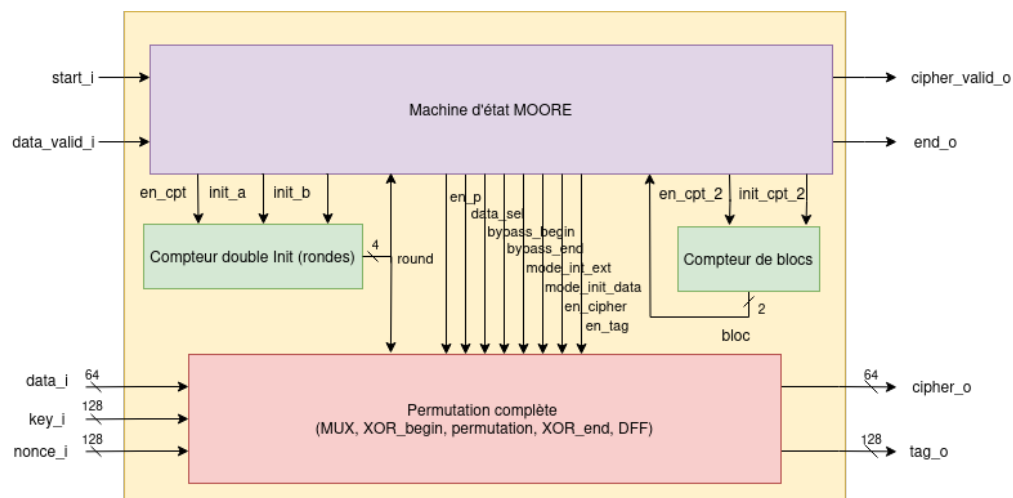 start_i
Machine d'état MOORE
cipher_valid_o
data_valid_i
end_o
en_cpt
init_a
init_b
en_p
data_sel
bypass_begin
bypass_end
mode_int_ext
mode_init_data
en_cipher
en_tag
en_cpt_2
init_cpt_2
Compteur double Init (rondes)
4
round
Compteur de blocs
2
bloc
data_i
64
key_i
128
nonce_i
128
Permutation complète
(MUX, XOR_begin, permutation, XOR_end, DFF)
64
cipher_o
128
tag_o